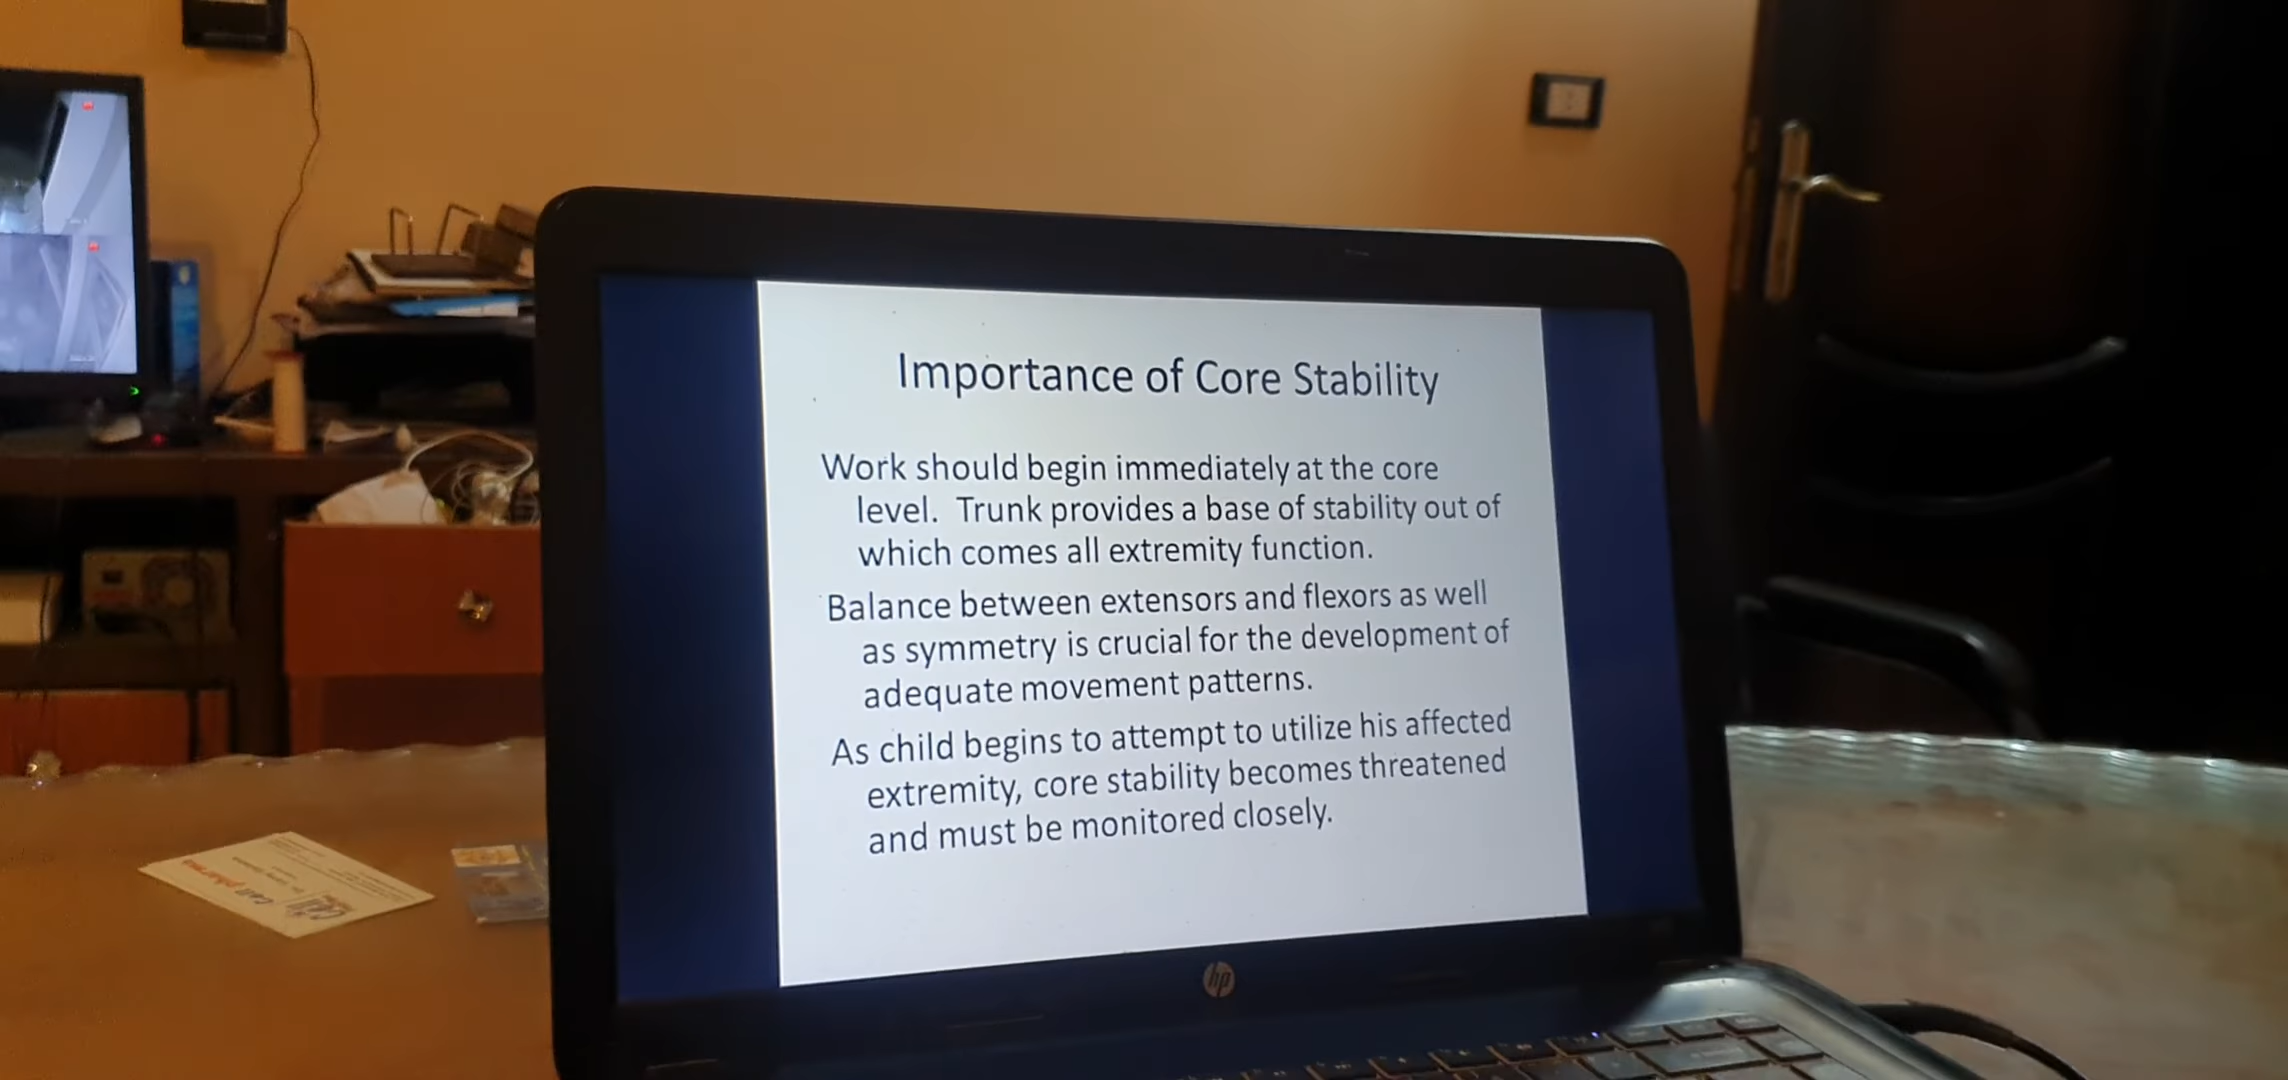 Importance of Core Stability
Work should begin immediately at the core
level. Trunk provides a base of stability out of
which comes all extremity function.
Balance between extensors and flexors as well
as symmetry is crucial for the development of
adequate movement patterns.
As child begins to attempt to utilize his affected
extremity, core stability becomes threatened
and must be monitored closely.
hp